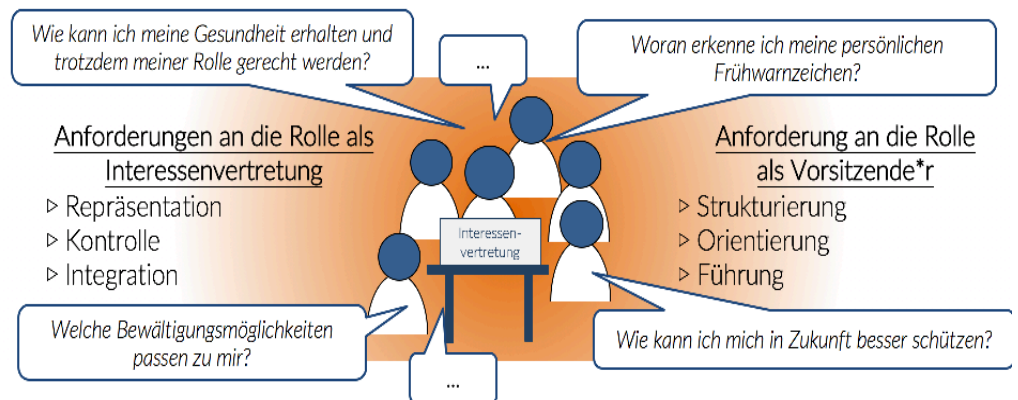 Wie kann ich meine Gesundheit erhalten und
trotzdem meiner Rolle gerecht werden?
...
Woran erkenne ich meine persönlichen
Frühwarnzeichen?
Anforderungen an die Rolle als
Interessenvertretung
▷ Repräsentation
▷ Kontrolle
▷ Integration
Interessen-
vertretung
Anforderung an die Rolle
als Vorsitzende*r
▷ Strukturierung
▷ Orientierung
▷ Führung
Welche Bewältigungsmöglichkeiten
passen zu mir?
...
Wie kann ich mich in Zukunft besser schützen?